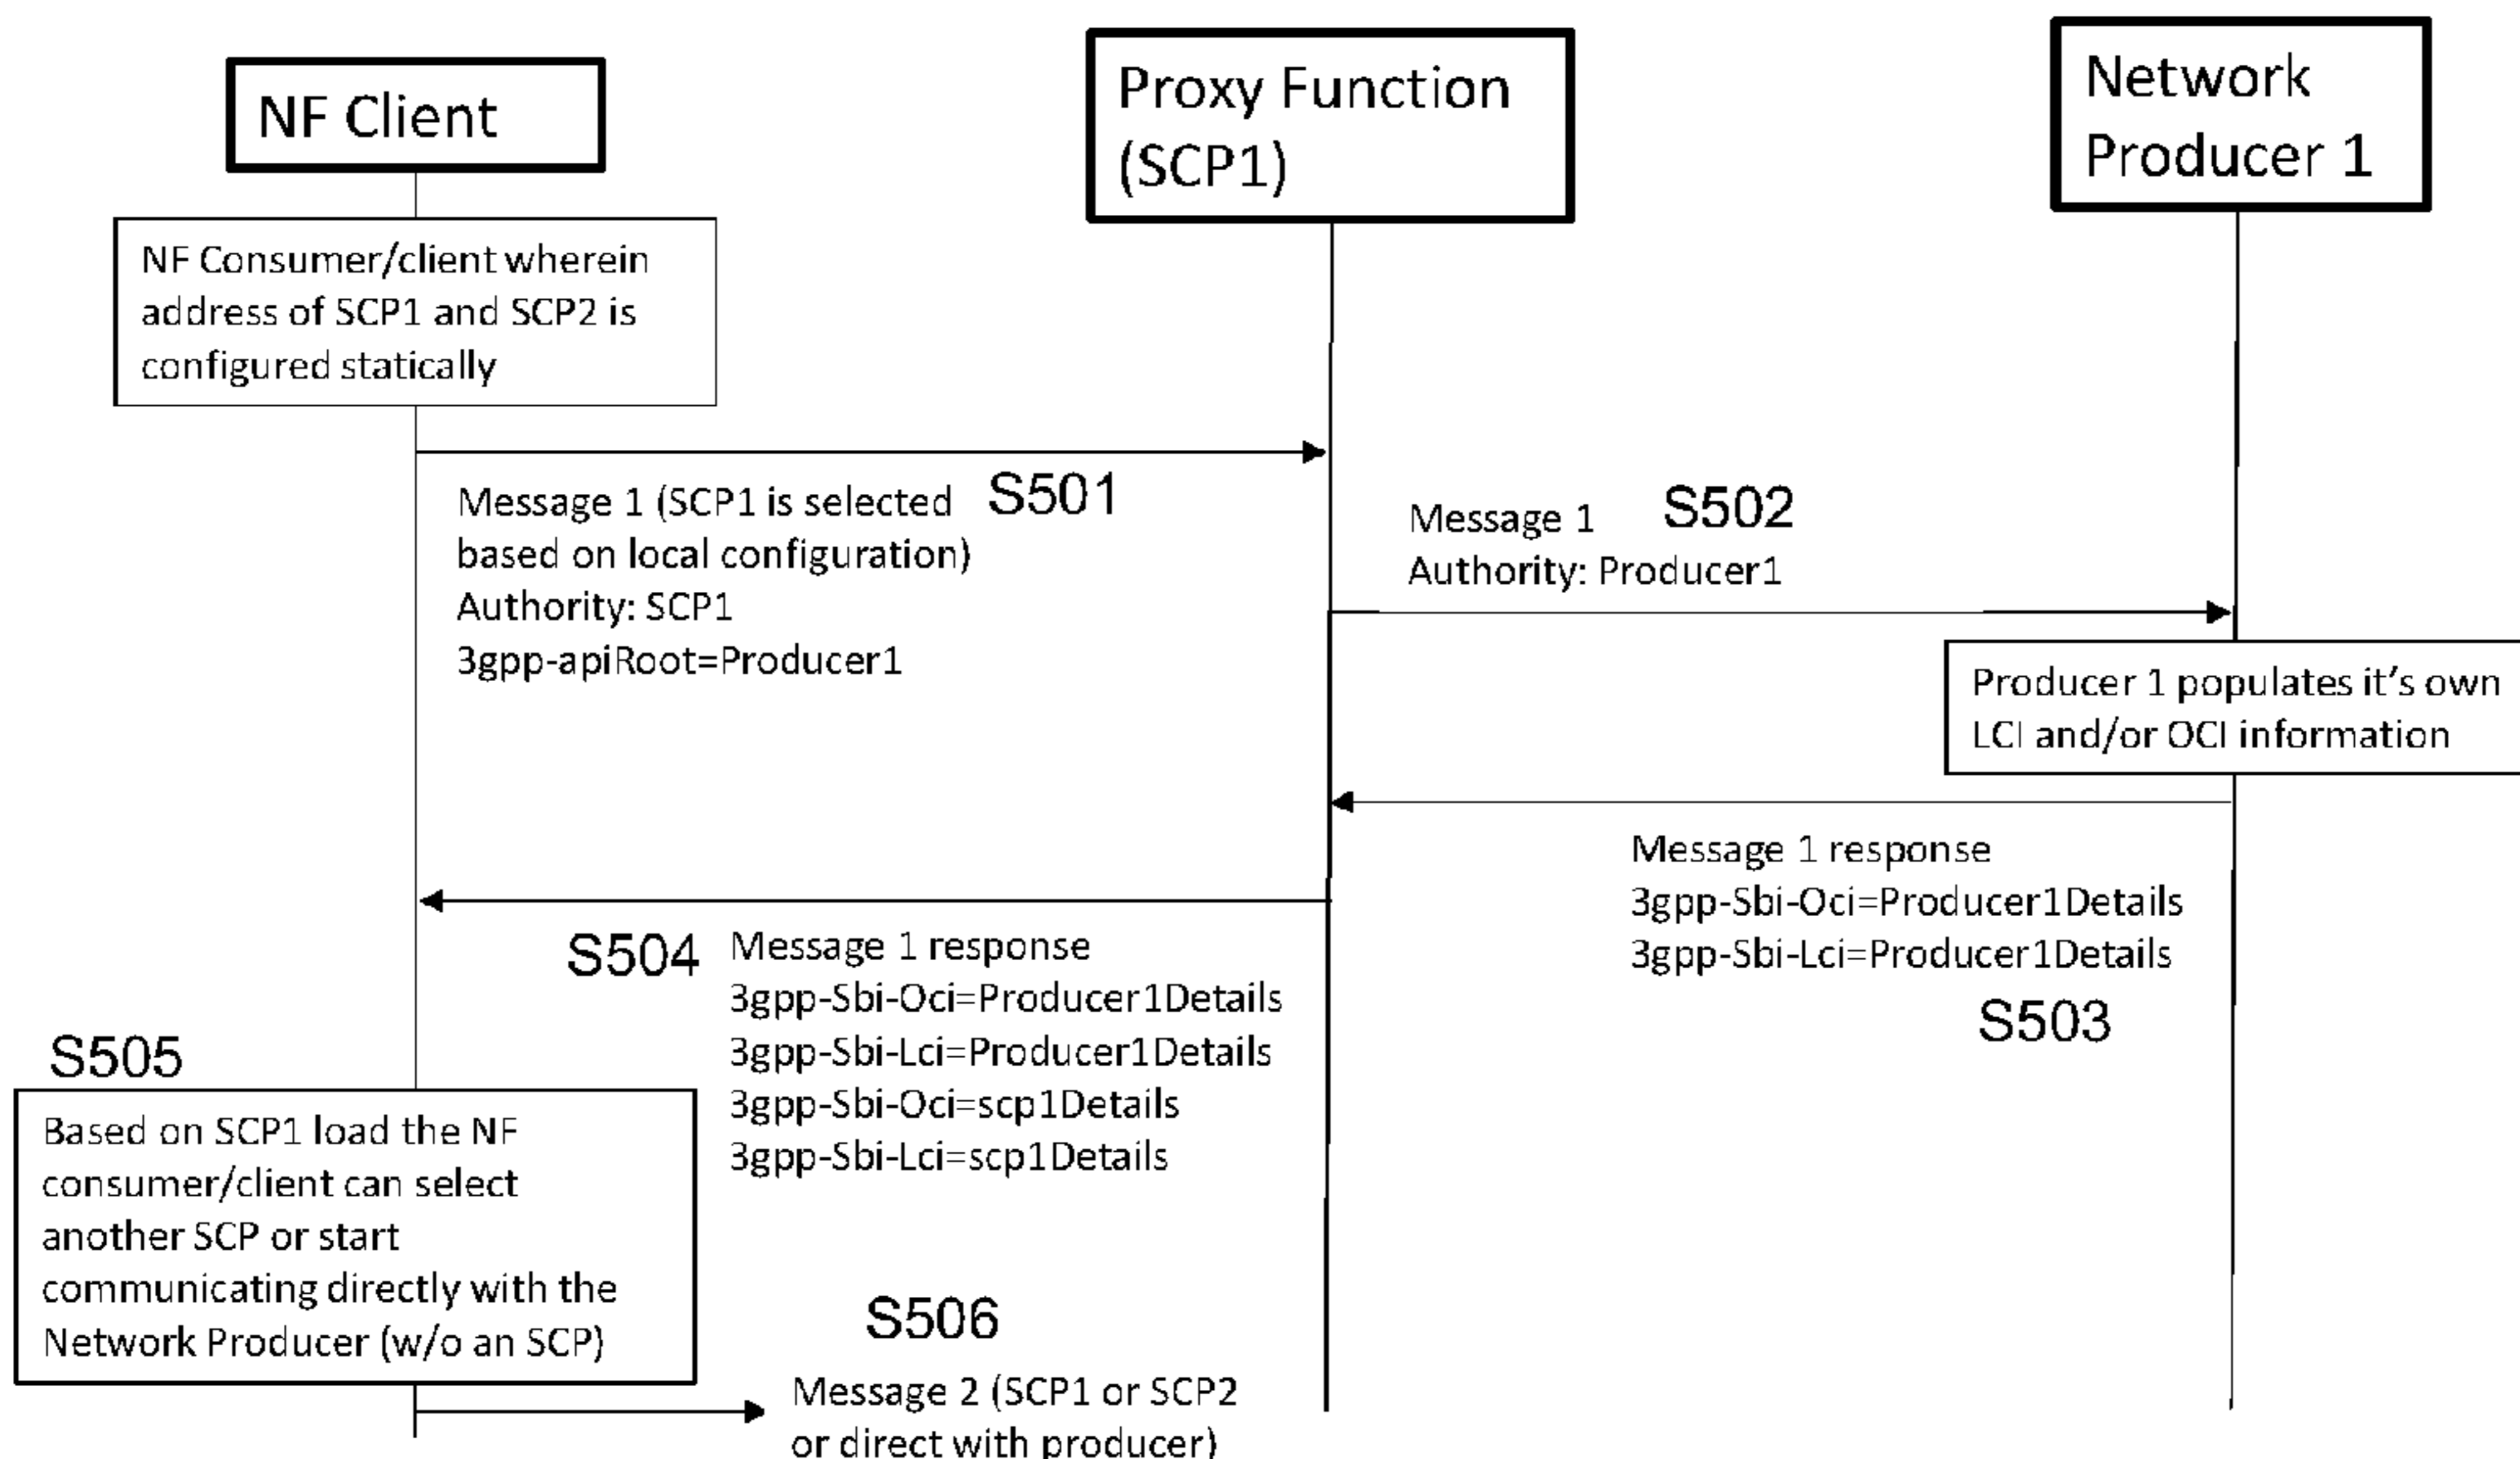 NF Client
Proxy Function
(SCP1)
Network
Producer 1
NF Consumer/client wherein
address of SCP1 and SCP2 is
configured statically
S501
Message 1 (SCP1 is selected
based on local configuration)
Authority: SCP1
3gpp-apiRoot=Producer1
S502
Message 1
Authority: Producer1
Producer 1 populates it's own
LCI and/or OCI information
Message 1 response
3gpp-Sbi-Oci=Producer1Details
3gpp-Sbi-Lci=Producer1Details
S503
S504
Message 1 response
3gpp-Sbi-Oci=Producer1Details
3gpp-Sbi-Lci=Producer1Details
3gpp-Sbi-Oci=scp1Details
3gpp-Sbi-Lci=scp1Details
S505
Based on SCP1 load the NF
consumer/client can select
another SCP or start
communicating directly with the
Network Producer (w/o an SCP)
S506
Message 2 (SCP1 or SCP2
or direct with producer)